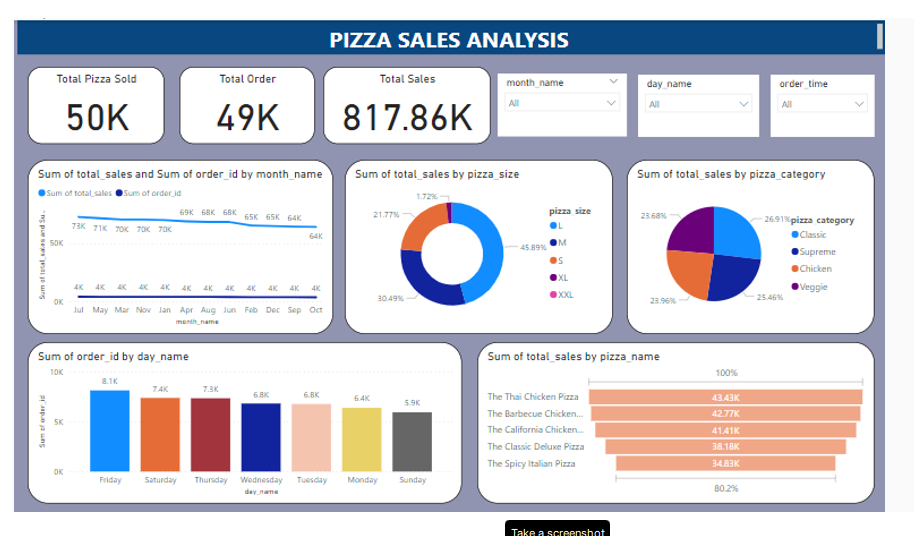 PIZZA SALES ANALYSIS
Total Pizza Sold
50K
Total Order
49K
Total Sales
817.86K
month_name
All
day_name
All
order_time
All
Sum of total_sales and Sum of order_id by month_name
Sum of total_sales Sum of order_id
Sum of total_sales and Su...
50K
0K
73K 71K 70K 70K 70K 69K 68K 68K 65K 65K 64K 64K
4K 4K 4K 4K 4K 4K 4K 4K 4K 4K 4K 4K
Jul May Mar Nov Jan Apr Aug Jun Feb Dec Sep Oct
month_name
Sum of total_sales by pizza_size
1.72%
21.77%
45.89%
30.49%
pizza_size
L
M
S
XL
XXL
Sum of total_sales by pizza_category
23.68%
26.91%
23.96%
25.46%
pizza_category
Classic
Supreme
Chicken
Veggie
Sum of order_id by day_name
Sum of order_id
10K
5K
0K
8.1K 7.4K 7.3K 6.8K 6.8K 6.4K 5.9K
Friday Saturday Thursday Wednesday Tuesday Monday Sunday
day_name
Sum of total_sales by pizza_name
100%
The Thai Chicken Pizza 43.43K
The Barbecue Chicken... 42.77K
The California Chicken... 41.41K
The Classic Deluxe Pizza 38.18K
The Spicy Italian Pizza 34.83K
80.2%
Take a screenshot